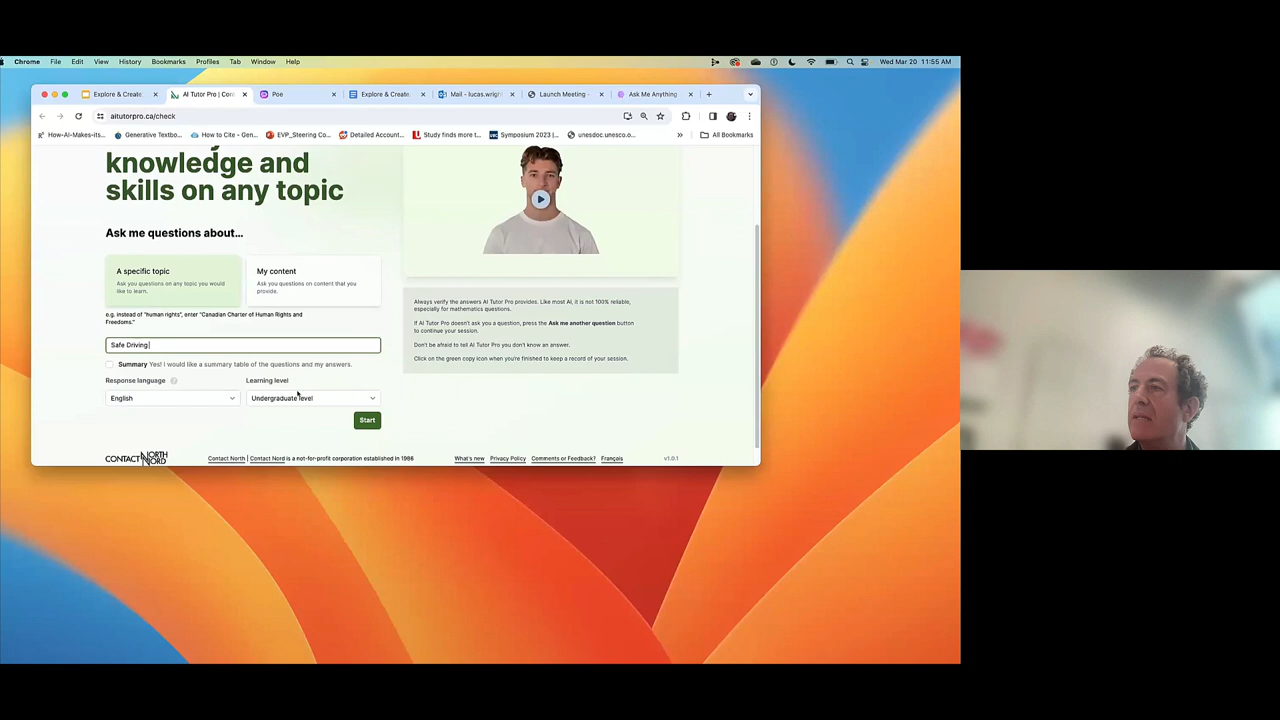 Chrome File Edit View History Bookmarks Profiles Tab Window Help Wed Mar 20 11:55 AM
Explore & Create AI Tutor Pro | Con Poe Explore & Create Mail - lucas.wrigh Launch Meeting - Ask Me Anything
aitutorpro.ca/check
How-AI-Makes-its... Generative Textbo... How to Cite - Gen... EVP_Steering Co... Detailed Account... Study finds more t... Symposium 2023 |... unesdoc.unesco.o... » All Bookmarks
knowledge and
skills on any topic
Ask me questions about...
A specific topic
Ask you questions on any topic you would
like to learn.
My content
Ask you questions on content that you
provide.
e.g. instead of "human rights", enter "Canadian Charter of Human Rights and
Freedoms."
Safe Driving
Summary Yes! I would like a summary table of the questions and my answers.
Response language ? Learning level
English Undergraduate level
Start
Always verify the answers AI Tutor Pro provides. Like most AI, it is not 100% reliable,
especially for mathematics questions.
If AI Tutor Pro doesn't ask you a question, press the Ask me another question button
to continue your session.
Don't be afraid to tell AI Tutor Pro you don't know an answer.
Click on the green copy icon when you're finished to keep a record of your session.
CONTACT NORTH NORD
Contact North | Contact Nord is a not-for-profit corporation established in 1986 What's new Privacy Policy Comments or Feedback? Français v1.0.1